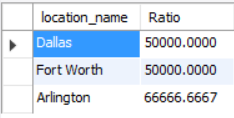 location_name Ratio
Dallas 50000.0000
Fort Worth 50000.0000
Arlington 66666.6667